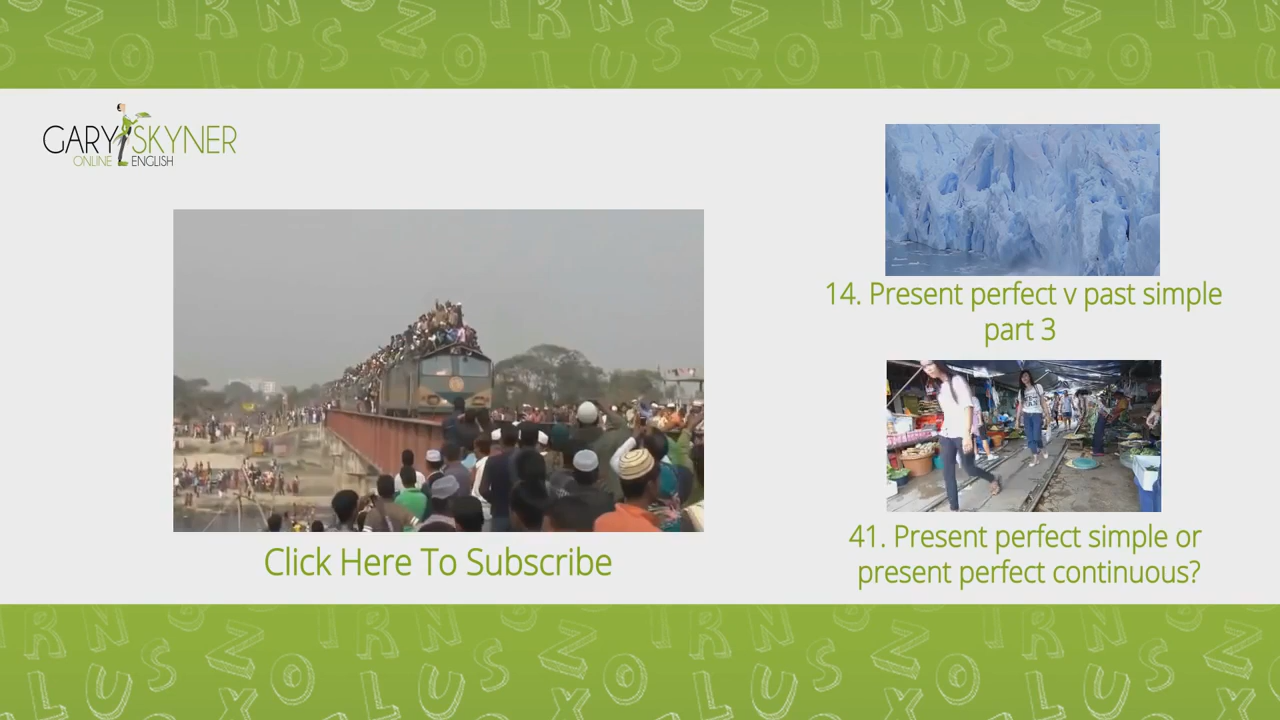 GARY SKYNER
ONLINE ENGLISH
Click Here To Subscribe
14. Present perfect v past simple
part 3
41. Present perfect simple or
present perfect continuous?